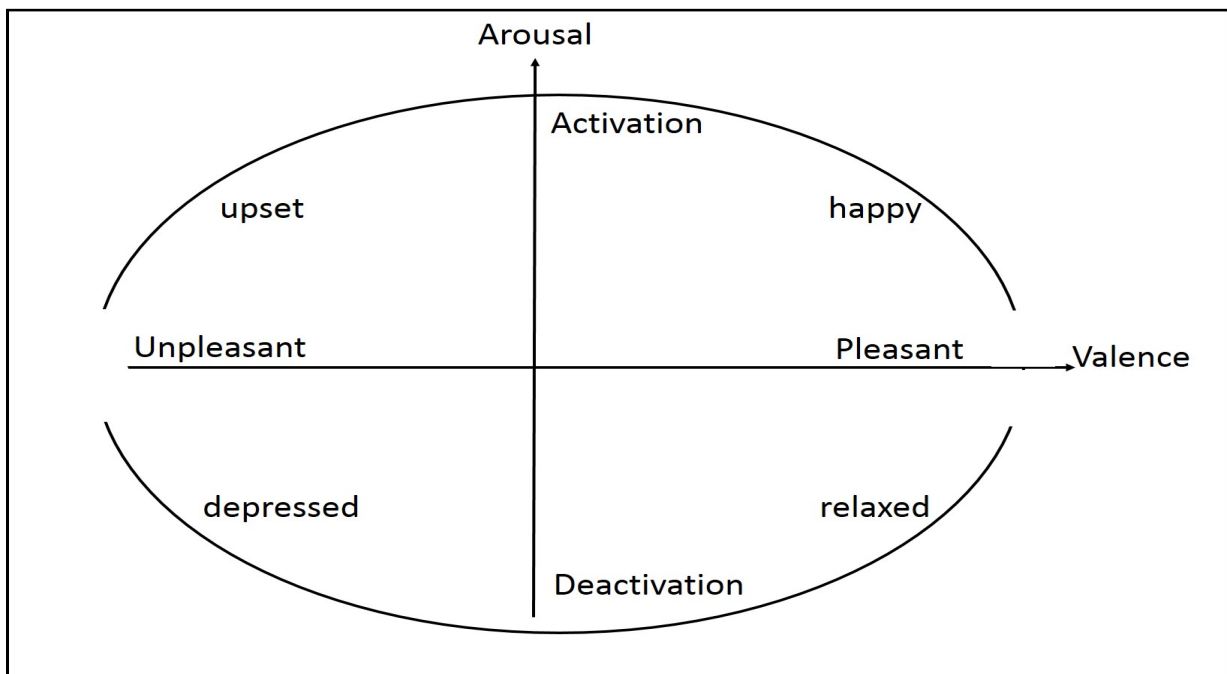 Arousal
Activation
upset
happy
Unpleasant
Pleasant
Valence
depressed
relaxed
Deactivation